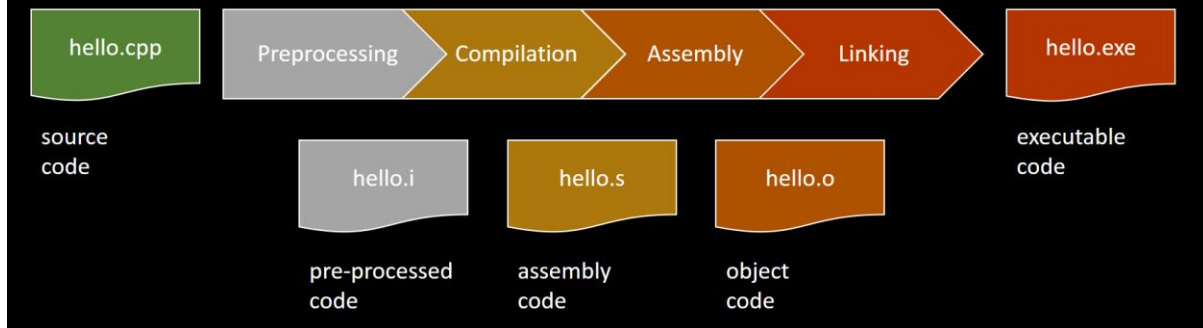 hello.cpp
Preprocessing
Compilation
Assembly
Linking
hello.exe
source
code
executable
code
hello.i
hello.s
hello.o
pre-processed
code
assembly
code
object
code